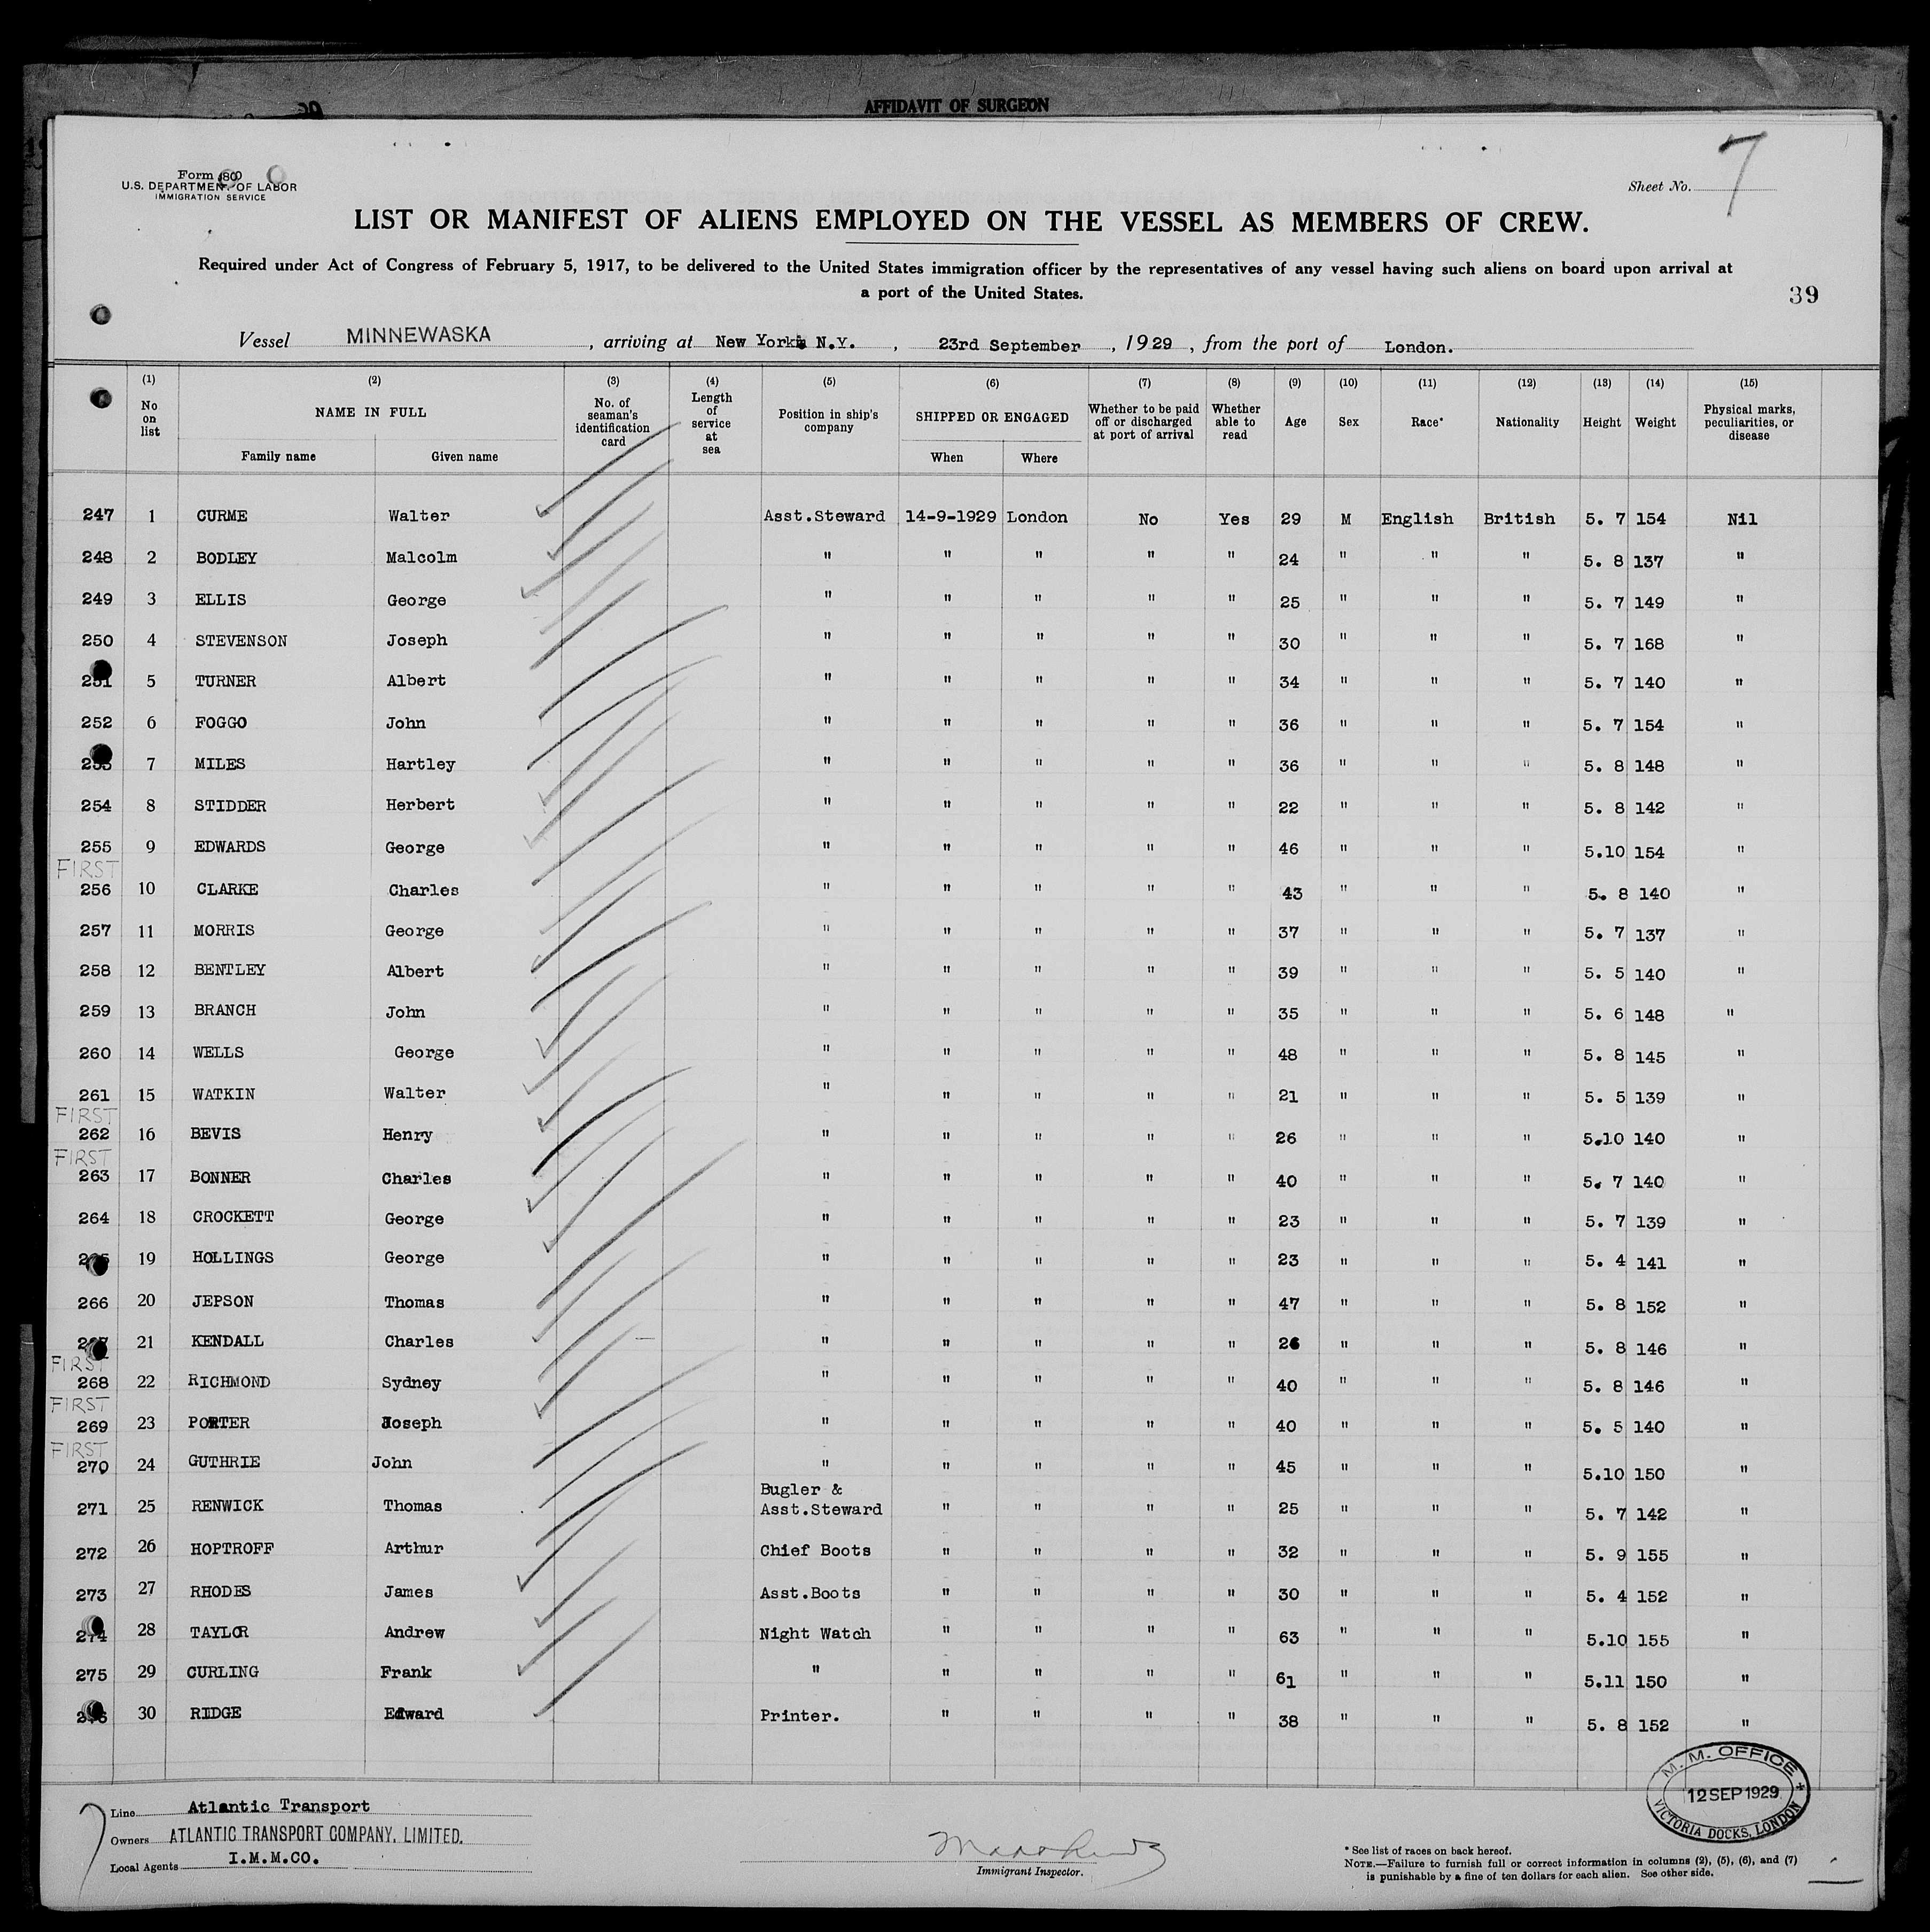 AFFIDAVIT OF SURGEON
7
Form 680
U.S. DEPARTMENT OF LABOR
IMMIGRATION SERVICE
Sheet No.
LIST OR MANIFEST OF ALIENS EMPLOYED ON THE VESSEL AS MEMBERS OF CREW.
Required under Act of Congress of February 5, 1917, to be delivered to the United States immigration officer by the representatives of any vessel having such aliens on board upon arrival at
a port of the United States.
39
Vessel MINNEWASKA, arriving at New York N.Y., 23rd September, 1929, from the port of London.
(1) (2) (3) (4) (5) (6) (7) (8) (9) (10) (11) (12) (13) (14) (15)
No on list NAME IN FULL Family name Given name No. of seaman's identification card Length of service at sea Position in ship's company SHIPPED OR ENGAGED When Where Whether to be paid off or discharged at port of arrival Whether able to read Age Sex Race* Nationality Height Weight Physical marks, peculiarities, or disease
247 1 CURME Walter Asst.Steward 14-9-1929 London No Yes 29 M English British 5. 7 154 Nil
248 2 BODLEY Malcolm " " " " " 24 " " " 5. 8 137 "
249 3 ELLIS George " " " " " 25 " " " 5. 7 149 "
250 4 STEVENSON Joseph " " " " " 30 " " " 5. 7 168 "
251 5 TURNER Albert " " " " " 34 " " " 5. 7 140 "
252 6 FOGGO John " " " " " 36 " " " 5. 7 154 "
253 7 MILES Hartley " " " " " 36 " " " 5. 8 148 "
254 8 STIDDER Herbert " " " " " 22 " " " 5. 8 142 "
255 9 EDWARDS George " " " " " 46 " " " 5.10 154 "
FIRST
256 10 CLARKE Charles " " " " " 43 " " " 5. 8 140 "
257 11 MORRIS George " " " " " 37 " " " 5. 7 137 "
258 12 BENTLEY Albert " " " " " 39 " " " 5. 5 140 "
259 13 BRANCH John " " " " " 35 " " " 5. 6 148 "
260 14 WELLS George " " " " " 48 " " " 5. 8 145 "
261 15 WATKIN Walter " " " " " 21 " " " 5. 5 139 "
FIRST
262 16 BEVIS Henry " " " " " 26 " " " 5.10 140 "
FIRST
263 17 BONNER Charles " " " " " 40 " " " 5. 7 140 "
264 18 CROCKETT George " " " " " 23 " " " 5. 7 139 "
265 19 HOLLINGS George " " " " " 23 " " " 5. 4 141 "
266 20 JEPSON Thomas " " " " " 47 " " " 5. 8 152 "
267 21 KENDALL Charles " " " " " 26 " " " 5. 8 146 "
FIRST
268 22 RICHMOND Sydney " " " " " 40 " " " 5. 8 146 "
FIRST
269 23 PORTER Joseph " " " " " 40 " " " 5. 5 140 "
FIRST
270 24 GUTHRIE John " " " " " 45 " " " 5.10 150 "
271 25 RENWICK Thomas Bugler & Asst.Steward " " " " 25 " " " 5. 7 142 "
272 26 HOPTROFF Arthur Chief Boots " " " " 32 " " " 5. 9 155 "
273 27 RHODES James Asst.Boots " " " " 30 " " " 5. 4 152 "
274 28 TAYLOR Andrew Night Watch " " " " 63 " " " 5.10 155 "
275 29 CURLING Frank " " " " " 61 " " " 5.11 150 "
276 30 RIDGE Edward Printer. " " " " 38 " " " 5. 8 152 "
M.M. OFFICE
12 SEP 1929
VICTORIA DOCKS, LONDON
Line Atlantic Transport
Owners ATLANTIC TRANSPORT COMPANY, LIMITED.
Local Agents I.M.M.CO.
Immigrant Inspector.
* See list of races on back hereof.
NOTE.—Failure to furnish full or correct information in columns (2), (5), (6), and (7)
is punishable by a fine of ten dollars for each alien. See other side.